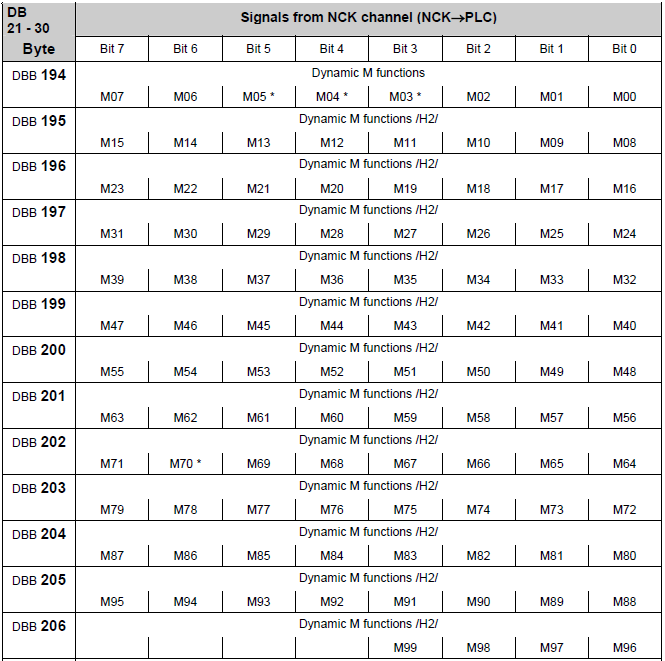 DB
21 - 30
Byte
Signals from NCK channel (NCK→PLC)
Bit 7 Bit 6 Bit 5 Bit 4 Bit 3 Bit 2 Bit 1 Bit 0
DBB 194 Dynamic M functions
M07 M06 M05 * M04 * M03 * M02 M01 M00
DBB 195 Dynamic M functions /H2/
M15 M14 M13 M12 M11 M10 M09 M08
DBB 196 Dynamic M functions /H2/
M23 M22 M21 M20 M19 M18 M17 M16
DBB 197 Dynamic M functions /H2/
M31 M30 M29 M28 M27 M26 M25 M24
DBB 198 Dynamic M functions /H2/
M39 M38 M37 M36 M35 M34 M33 M32
DBB 199 Dynamic M functions /H2/
M47 M46 M45 M44 M43 M42 M41 M40
DBB 200 Dynamic M functions /H2/
M55 M54 M53 M52 M51 M50 M49 M48
DBB 201 Dynamic M functions /H2/
M63 M62 M61 M60 M59 M58 M57 M56
DBB 202 Dynamic M functions /H2/
M71 M70 * M69 M68 M67 M66 M65 M64
DBB 203 Dynamic M functions /H2/
M79 M78 M77 M76 M75 M74 M73 M72
DBB 204 Dynamic M functions /H2/
M87 M86 M85 M84 M83 M82 M81 M80
DBB 205 Dynamic M functions /H2/
M95 M94 M93 M92 M91 M90 M89 M88
DBB 206 Dynamic M functions /H2/
M99 M98 M97 M96